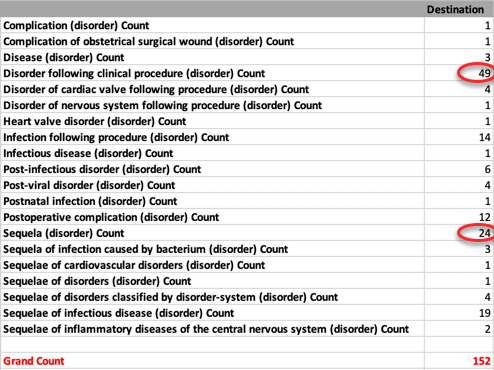 Destination
Complication (disorder) Count 1
Complication of obstetrical surgical wound (disorder) Count 1
Disease (disorder) Count 3
Disorder following clinical procedure (disorder) Count 49
Disorder of cardiac valve following procedure (disorder) Count 4
Disorder of nervous system following procedure (disorder) Count 1
Heart valve disorder (disorder) Count 1
Infection following procedure (disorder) Count 14
Infectious disease (disorder) Count 1
Post-infectious disorder (disorder) Count 6
Post-viral disorder (disorder) Count 4
Postnatal infection (disorder) Count 1
Postoperative complication (disorder) Count 12
Sequela (disorder) Count 24
Sequela of infection caused by bacterium (disorder) Count 3
Sequelae of cardiovascular disorders (disorder) Count 1
Sequelae of disorders (disorder) Count 1
Sequelae of disorders classified by disorder-system (disorder) Count 4
Sequelae of infectious disease (disorder) Count 19
Sequelae of inflammatory diseases of the central nervous system (disorder) Count 2
Grand Count 152